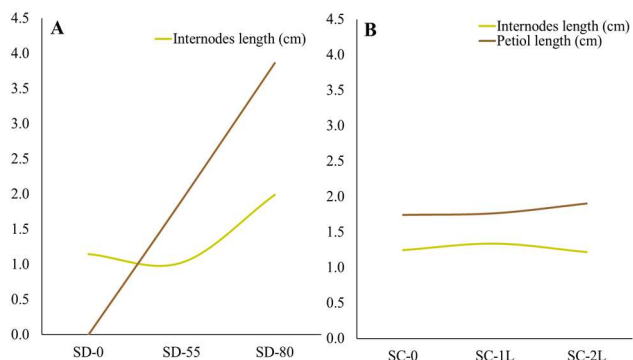 A
Internodes length (cm)
4.5
4.0
3.5
3.0
2.5
2.0
1.5
1.0
0.5
0.0
SD-0 SD-55 SD-80
B
Internodes length (cm)
Petiol length (cm)
4.5
4.0
3.5
3.0
2.5
2.0
1.5
1.0
0.5
0.0
SC-0 SC-1L SC-2L